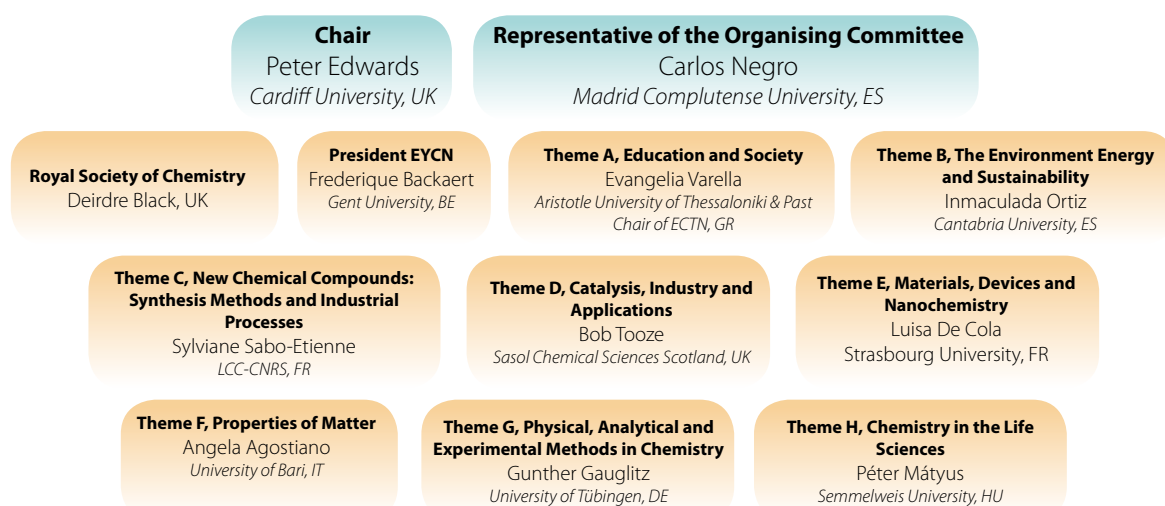 Chair
Peter Edwards
Cardiff University, UK
Representative of the Organising Committee
Carlos Negro
Madrid Complutense University, ES
Royal Society of Chemistry
Deirdre Black, UK
President EYCN
Frederique Backaert
Gent University, BE
Theme A, Education and Society
Evangelia Varella
Aristotle University of Thessaloniki & Past
Chair of ECTN, GR
Theme B, The Environment Energy
and Sustainability
Inmaculada Ortiz
Cantabria University, ES
Theme C, New Chemical Compounds:
Synthesis Methods and Industrial
Processes
Sylviane Sabo-Etienne
LCC-CNRS, FR
Theme D, Catalysis, Industry and
Applications
Bob Tooze
Sasol Chemical Sciences Scotland, UK
Theme E, Materials, Devices and
Nanochemistry
Luisa De Cola
Strasbourg University, FR
Theme F, Properties of Matter
Angela Agostiano
University of Bari, IT
Theme G, Physical, Analytical and
Experimental Methods in Chemistry
Gunther Gauglitz
University of Tübingen, DE
Theme H, Chemistry in the Life
Sciences
Péter Mátyus
Semmelweis University, HU